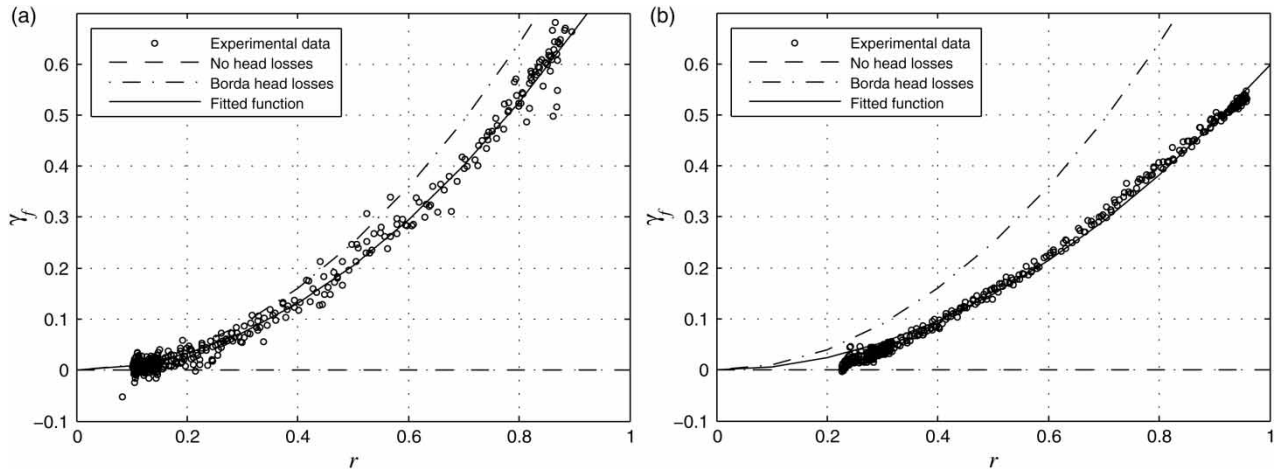 (a)
Experimental data
No head losses
Borda head losses
Fitted function
0.6
0.5
0.4
0.3
0.2
0.1
0
−0.1
γf
0
0.2
0.4
0.6
0.8
1
r
(b)
Experimental data
No head losses
Borda head losses
Fitted function
0.6
0.5
0.4
0.3
0.2
0.1
0
−0.1
γf
0
0.2
0.4
0.6
0.8
1
r